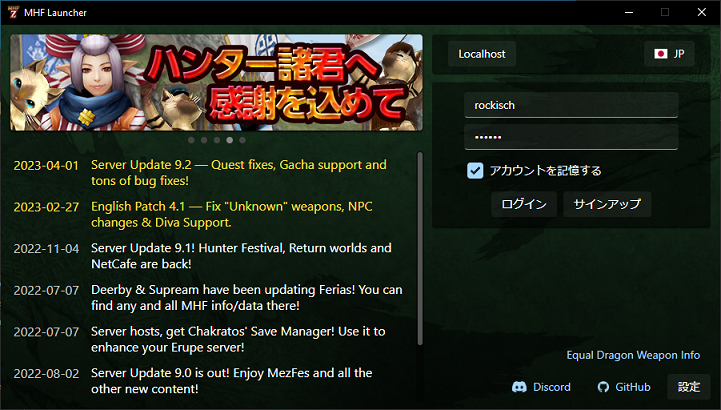 MHF Launcher
ハンター諸君へ
感謝を込めて
2023-04-01 Server Update 9.2 — Quest fixes, Gacha support and
tons of bug fixes!
2023-02-27 English Patch 4.1 — Fix "Unknown" weapons, NPC
changes & Diva Support.
2022-11-04 Server Update 9.1! Hunter Festival, Return worlds and
NetCafe are back!
2022-07-07 Deerby & Supream have been updating Ferias! You can
find any and all MHF info/data there!
2022-07-07 Server hosts, get Chakratos' Save Manager! Use it to
enhance your Erupe server!
2022-08-02 Server Update 9.0 is out! Enjoy MezFes and all the
other new content!
Localhost JP
rockisch
••••••
アカウントを記憶する
ログイン サインアップ
Equal Dragon Weapon Info
Discord GitHub 設定